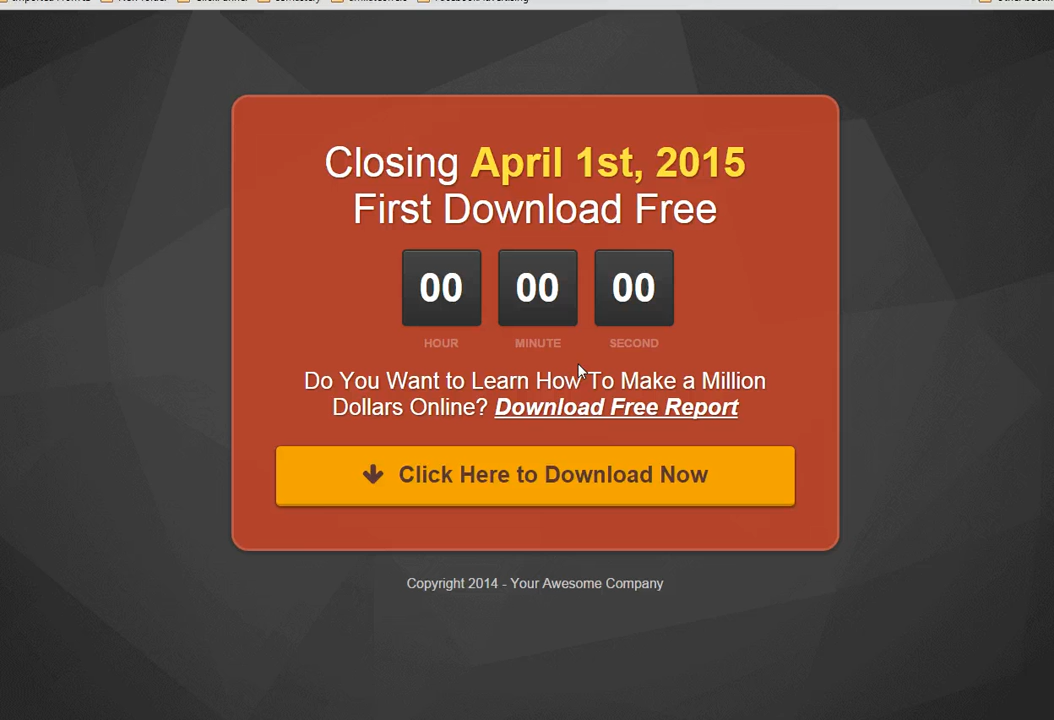 Closing April 1st, 2015
First Download Free
00 00 00
HOUR MINUTE SECOND
Do You Want to Learn How To Make a Million
Dollars Online? Download Free Report
Click Here to Download Now
Copyright 2014 - Your Awesome Company